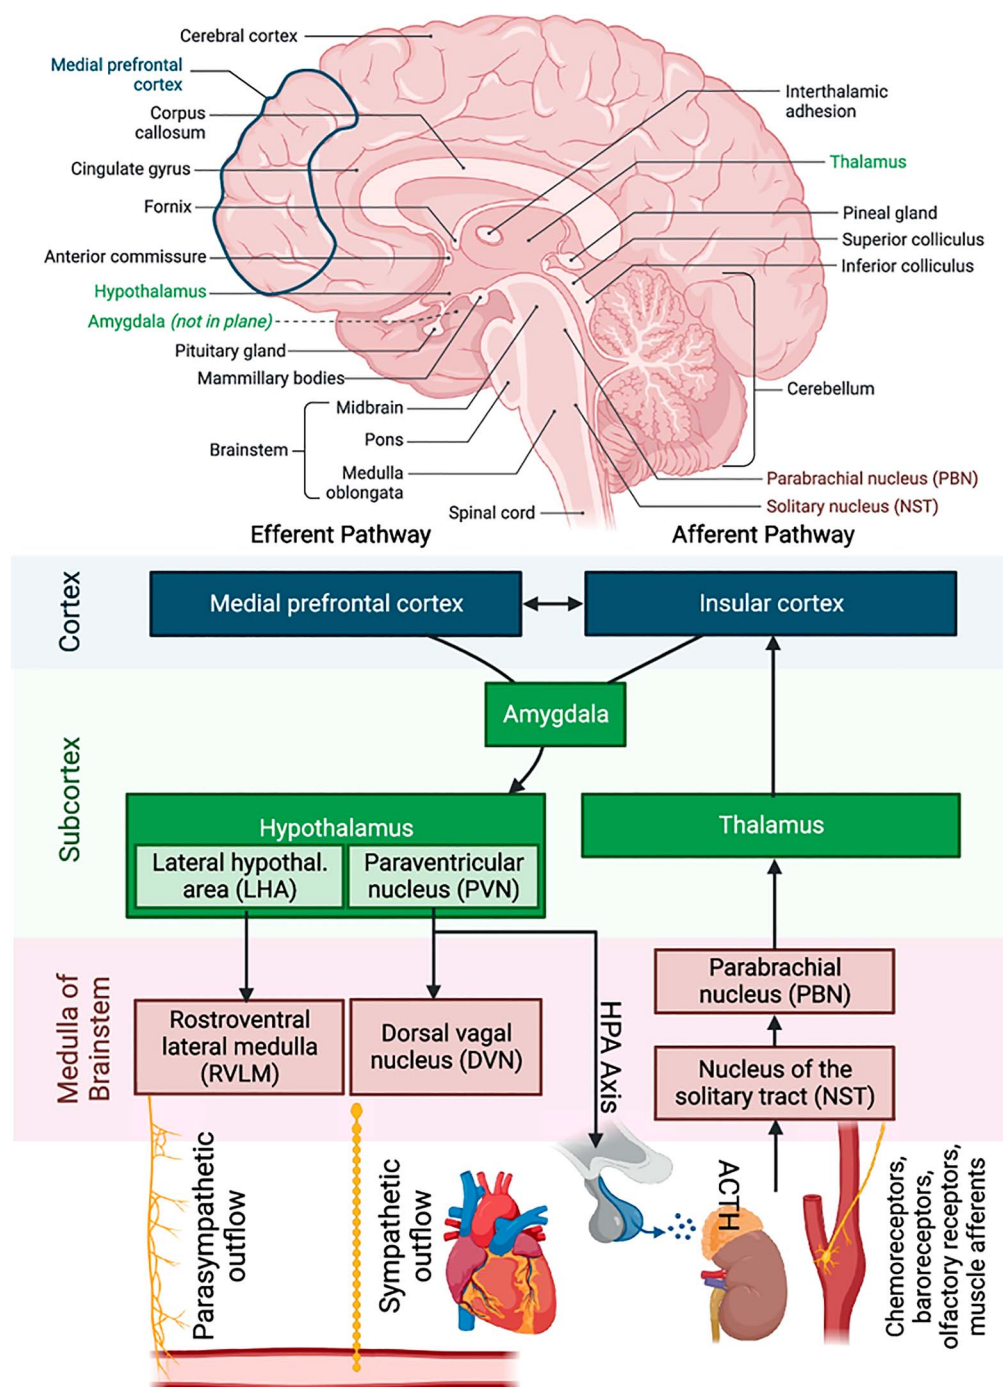 Cerebral cortex
Medial prefrontal
cortex
Corpus
callosum
Cingulate gyrus
Fornix
Anterior commissure
Hypothalamus
Amygdala (not in plane)
Pituitary gland
Mammillary bodies
Brainstem
Midbrain
Pons
Medulla
oblongata
Spinal cord
Interthalamic
adhesion
Thalamus
Pineal gland
Superior colliculus
Inferior colliculus
Cerebellum
Parabrachial nucleus (PBN)
Solitary nucleus (NST)
Efferent Pathway
Afferent Pathway
Cortex
Medial prefrontal cortex
Insular cortex
Subcortex
Amygdala
Hypothalamus
Lateral hypothal.
area (LHA)
Paraventricular
nucleus (PVN)
Thalamus
Medulla of
Brainstem
Rostroventral
lateral medulla
(RVLM)
Dorsal vagal
nucleus (DVN)
HPA Axis
Parabrachial
nucleus (PBN)
Nucleus of the
solitary tract (NST)
Parasympathetic
outflow
Sympathetic
outflow
ACTH
Chemoreceptors,
baroreceptors,
olfactory receptors,
muscle afferents